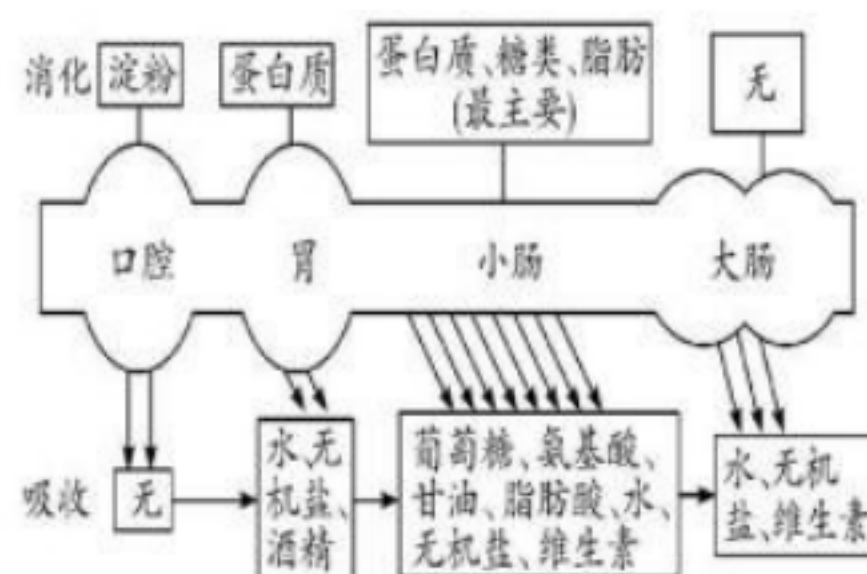 消化 淀粉 蛋白质 蛋白质、糖类、脂肪
(最主要)
无
口腔 胃 小肠 大肠
吸收 无
水、无
机盐、
酒精
葡萄糖、氨基酸、
甘油、脂肪酸、水、
无机盐、维生素
水、无机
盐、维生素